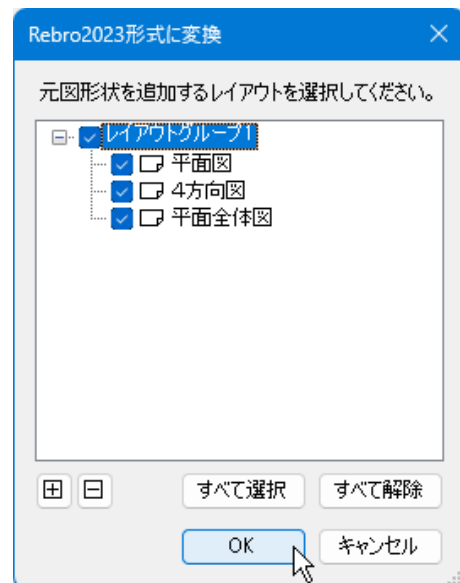 Rebro2023形式に変換
元図形状を追加するレイアウトを選択してください。
レイアウトグループ1
平面図
4方向図
平面全体図
すべて選択 すべて解除
OK キャンセル